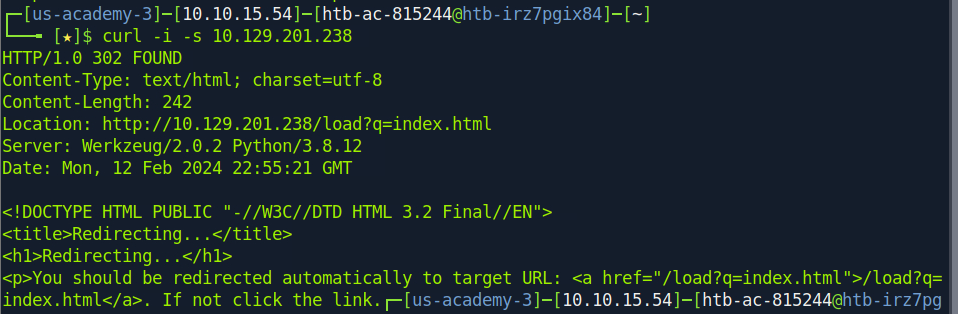 ┌─[us-academy-3]─[10.10.15.54]─[htb-ac-815244@htb-irz7pgix84]─[~]
└──╼ [★]$ curl -i -s 10.129.201.238
HTTP/1.0 302 FOUND
Content-Type: text/html; charset=utf-8
Content-Length: 242
Location: http://10.129.201.238/load?q=index.html
Server: Werkzeug/2.0.2 Python/3.8.12
Date: Mon, 12 Feb 2024 22:55:21 GMT

<!DOCTYPE HTML PUBLIC "-//W3C//DTD HTML 3.2 Final//EN">
<title>Redirecting...</title>
<h1>Redirecting...</h1>
<p>You should be redirected automatically to target URL: <a href="/load?q=index.html">/load?q=
index.html</a>. If not click the link.┌─[us-academy-3]─[10.10.15.54]─[htb-ac-815244@htb-irz7pg